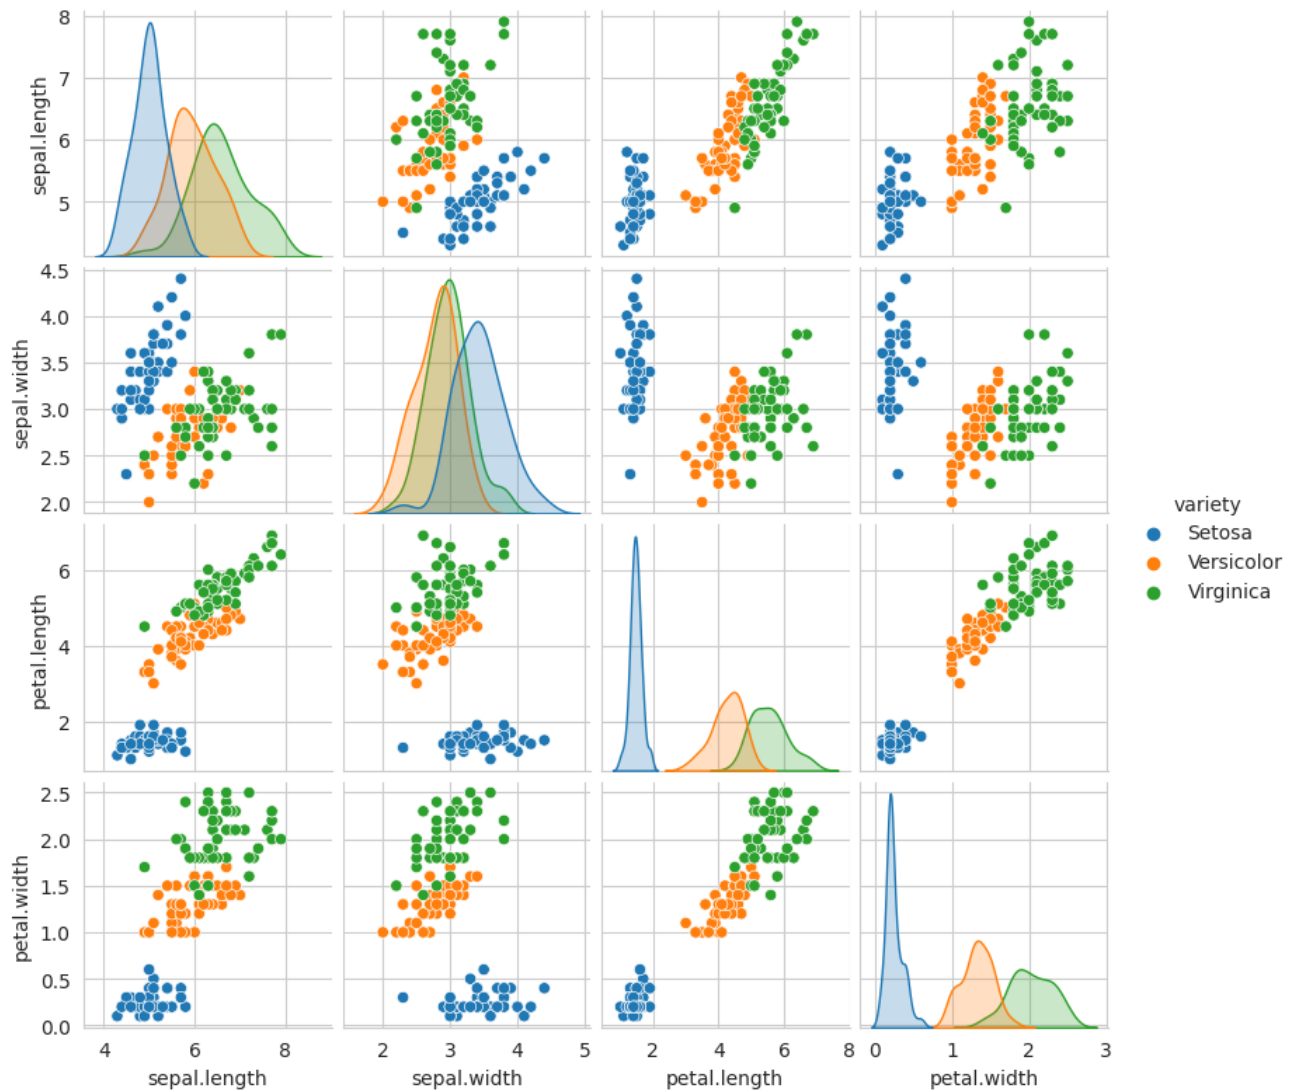 8
7
6
5
sepal.length
4.5
4.0
3.5
3.0
2.5
2.0
sepal.width
variety
Setosa
Versicolor
Virginica
6
4
2
petal.length
2.5
2.0
1.5
1.0
0.5
0.0
petal.width
4 6 8 2 3 4 5 2 4 6 8 0 1 2 3
sepal.length sepal.width petal.length petal.width